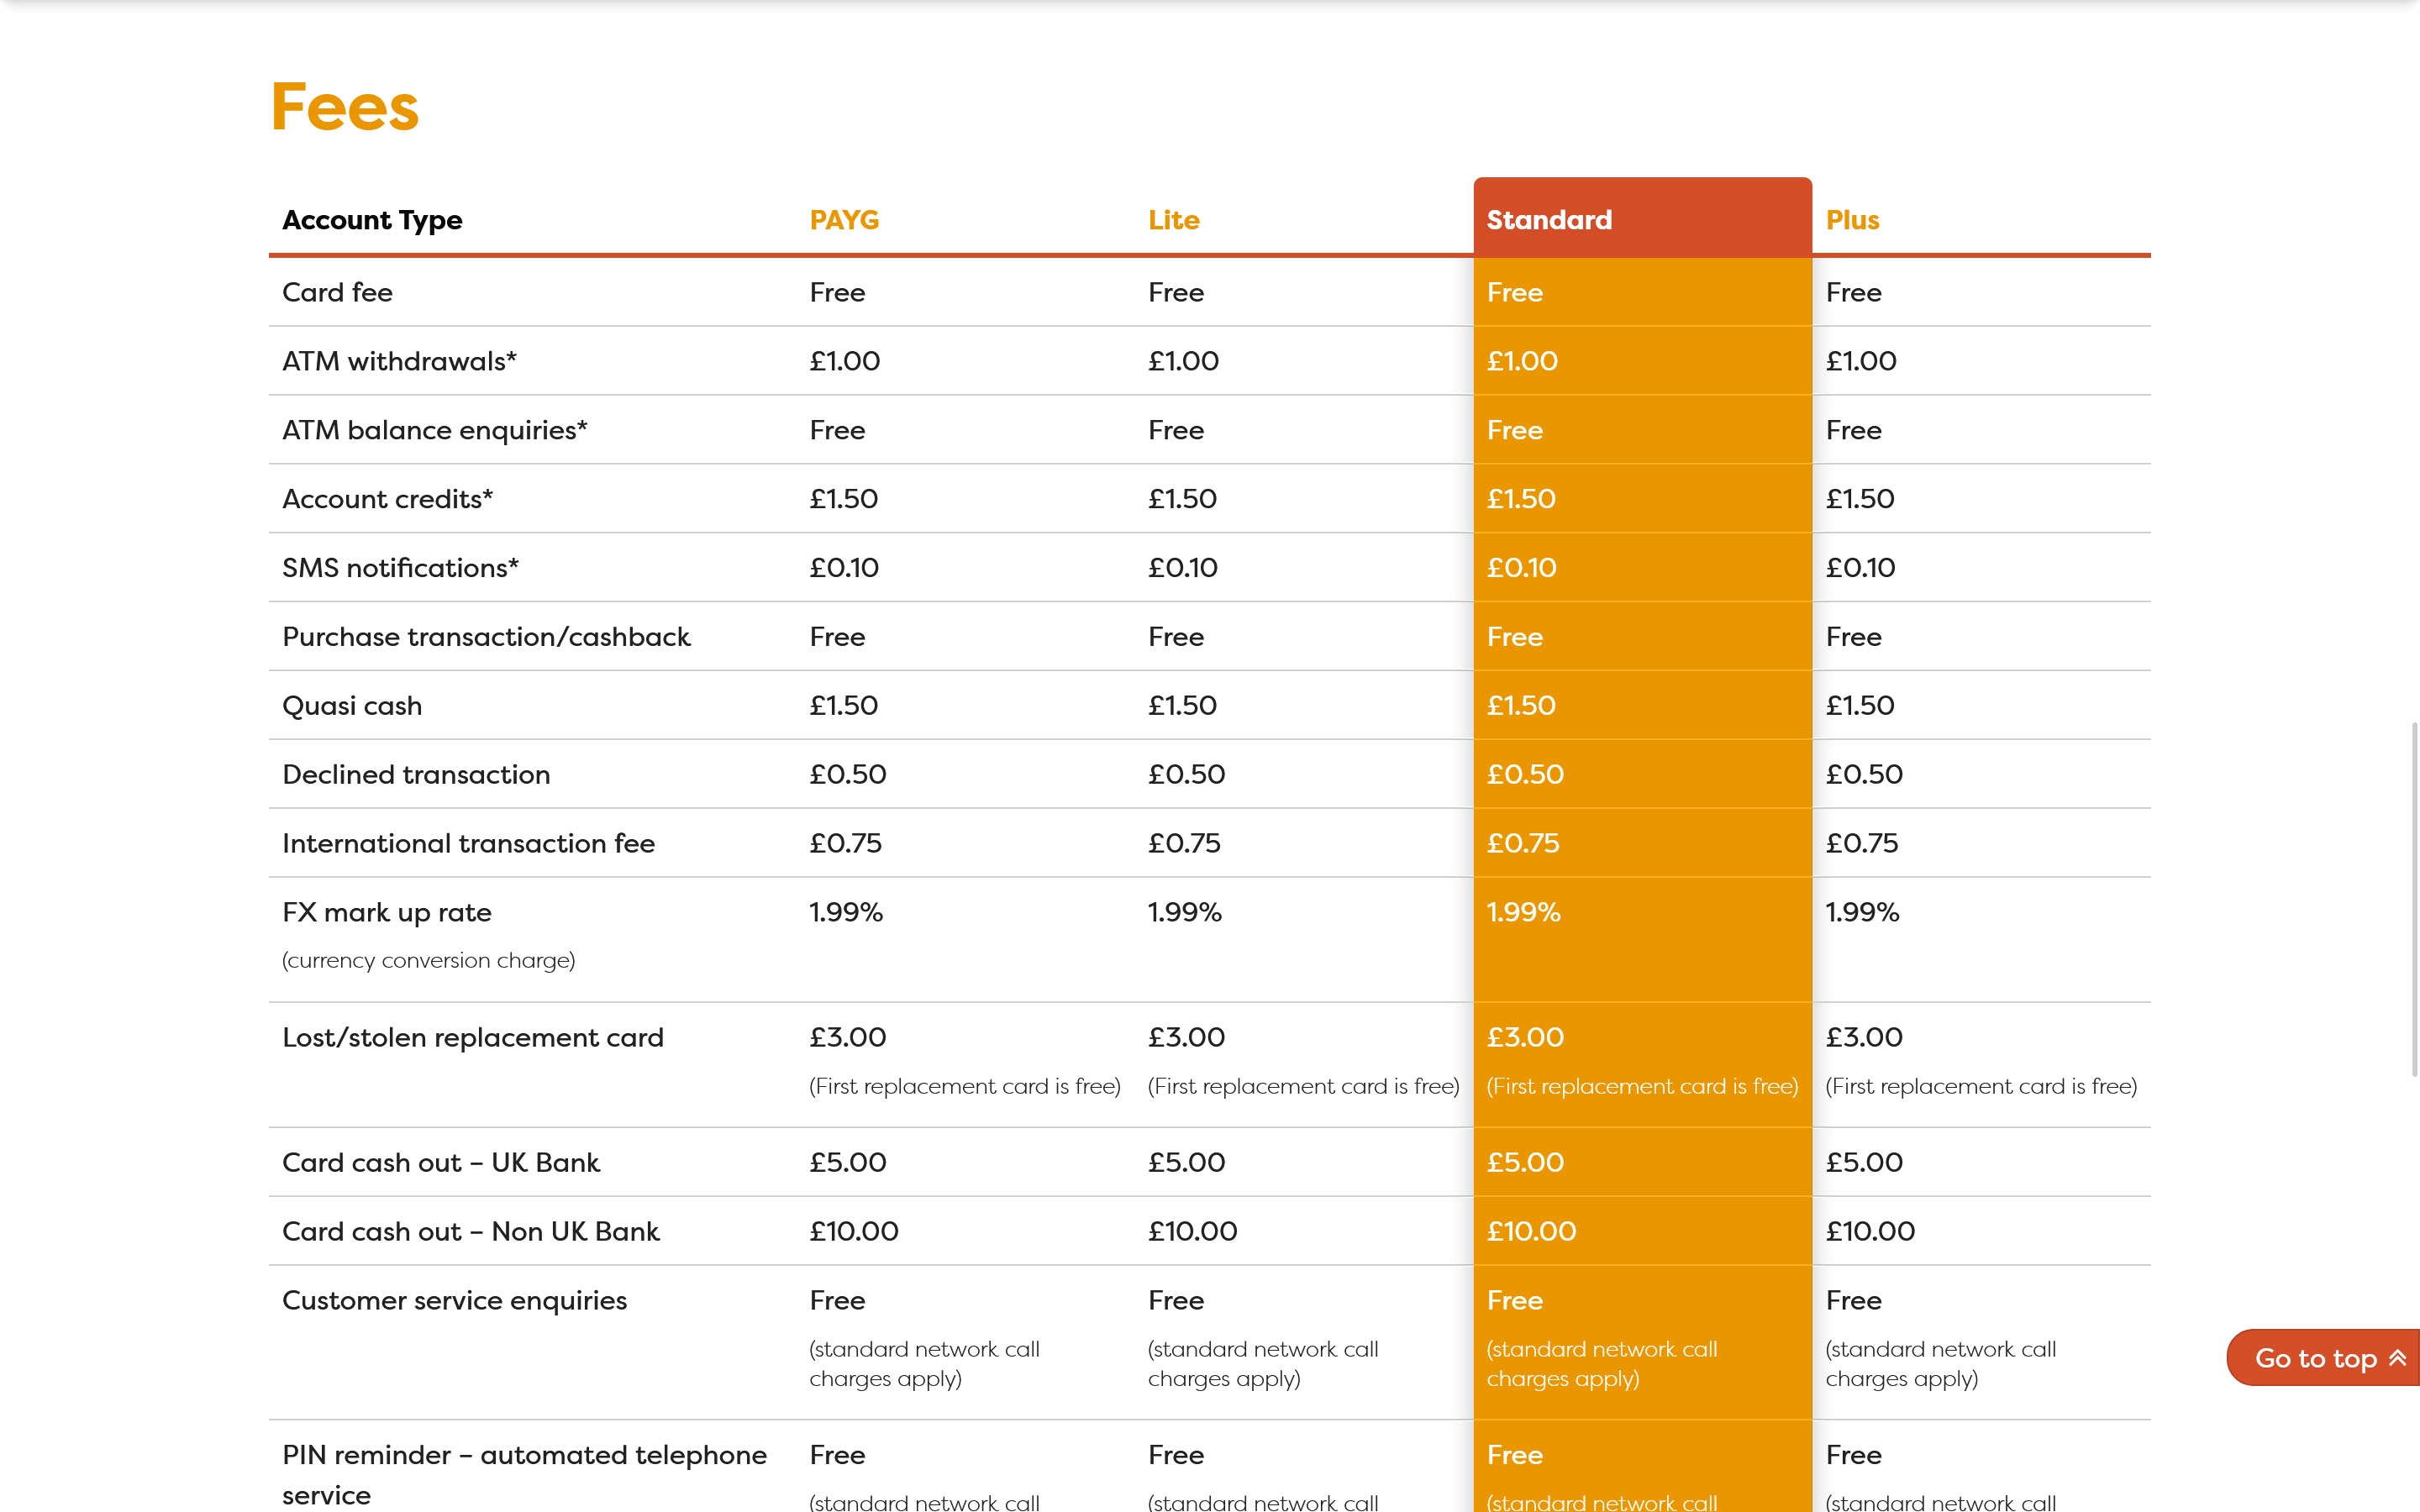 Fees
Account Type PAYG Lite Standard Plus
Card fee Free Free Free Free
ATM withdrawals* £1.00 £1.00 £1.00 £1.00
ATM balance enquiries* Free Free Free Free
Account credits* £1.50 £1.50 £1.50 £1.50
SMS notifications* £0.10 £0.10 £0.10 £0.10
Purchase transaction/cashback Free Free Free Free
Quasi cash £1.50 £1.50 £1.50 £1.50
Declined transaction £0.50 £0.50 £0.50 £0.50
International transaction fee £0.75 £0.75 £0.75 £0.75
FX mark up rate 1.99% 1.99% 1.99% 1.99%
(currency conversion charge)
Lost/stolen replacement card £3.00 £3.00 £3.00 £3.00
(First replacement card is free) (First replacement card is free) (First replacement card is free) (First replacement card is free)
Card cash out – UK Bank £5.00 £5.00 £5.00 £5.00
Card cash out – Non UK Bank £10.00 £10.00 £10.00 £10.00
Customer service enquiries Free Free Free Free
(standard network call (standard network call (standard network call (standard network call
charges apply) charges apply) charges apply) charges apply)
Go to top
PIN reminder – automated telephone Free Free Free Free
service (standard network call (standard network call (standard network call (standard network call